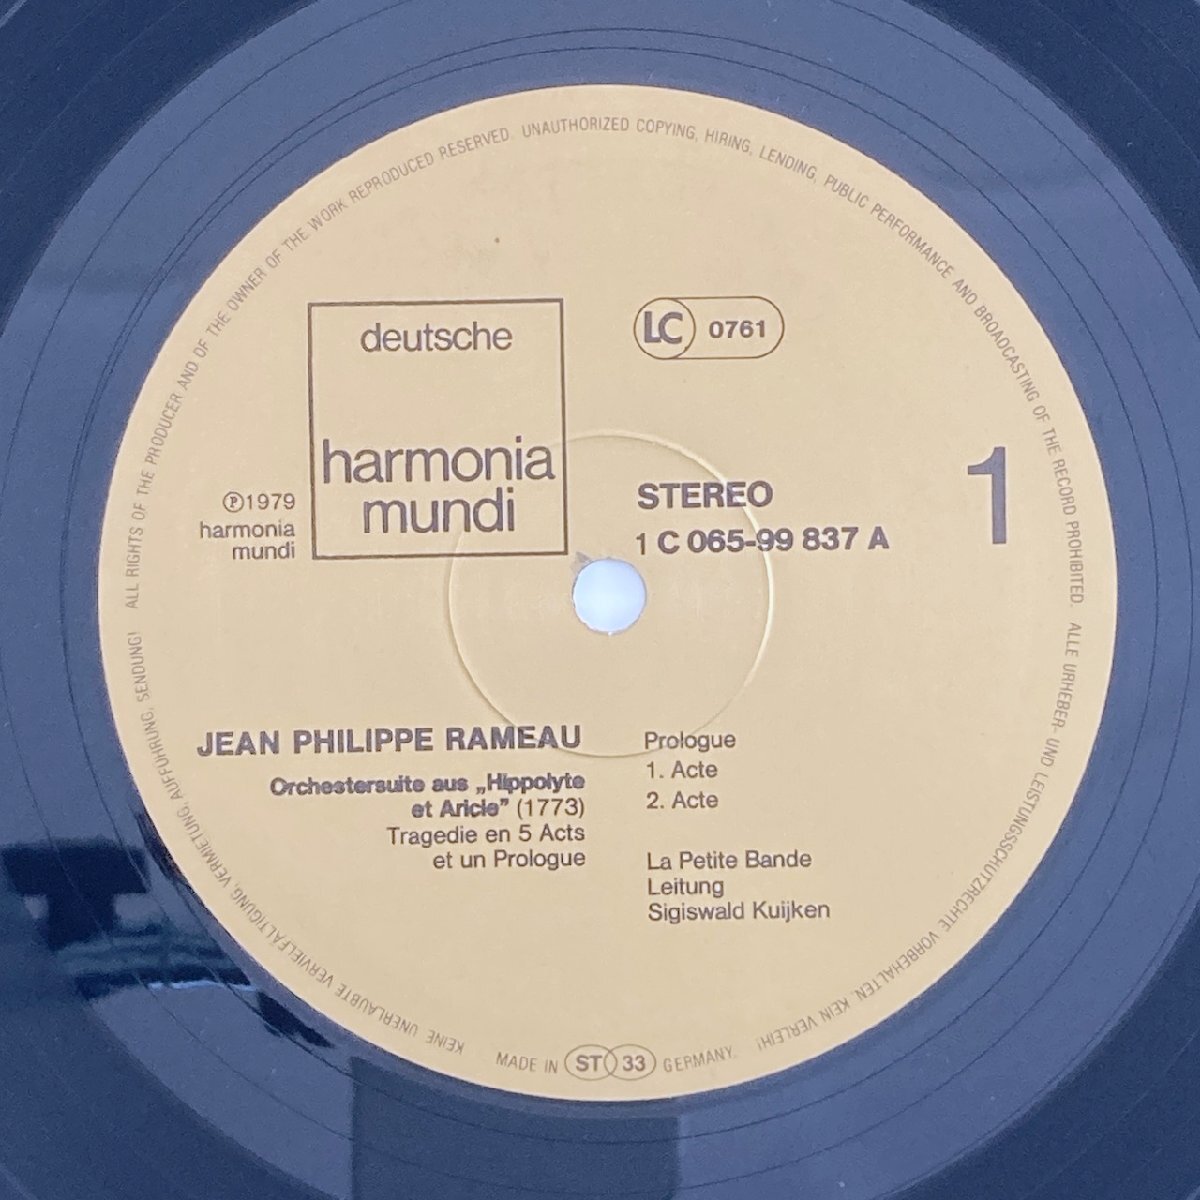 ALL RIGHTS OF THE PRODUCER AND OF THE OWNER OF THE WORK REPRODUCED RESERVED. UNAUTHORIZED COPYING, HIRING, LENDING, PUBLIC PERFORMANCE AND BROADCASTING OF THE RECORD PROHIBITED.
ALLE URHEBER- UND LEISTUNGSSCHUTZRECHTE VORBEHALTEN. KEIN VERLEIH!
KEINE UNERLAUBTE VERVIELFÄLTIGUNG, VERMIETUNG, AUFFÜHRUNG, SENDUNG!
deutsche
harmonia
mundi
LC 0761
℗1979
harmonia
mundi
STEREO
1 C 065-99 837 A
1
JEAN PHILIPPE RAMEAU
Orchestersuite aus „Hippolyte
et Aricie” (1773)
Tragedie en 5 Acts
et un Prologue
Prologue
1. Acte
2. Acte
La Petite Bande
Leitung
Sigiswald Kuijken
MADE IN ST 33 GERMANY.